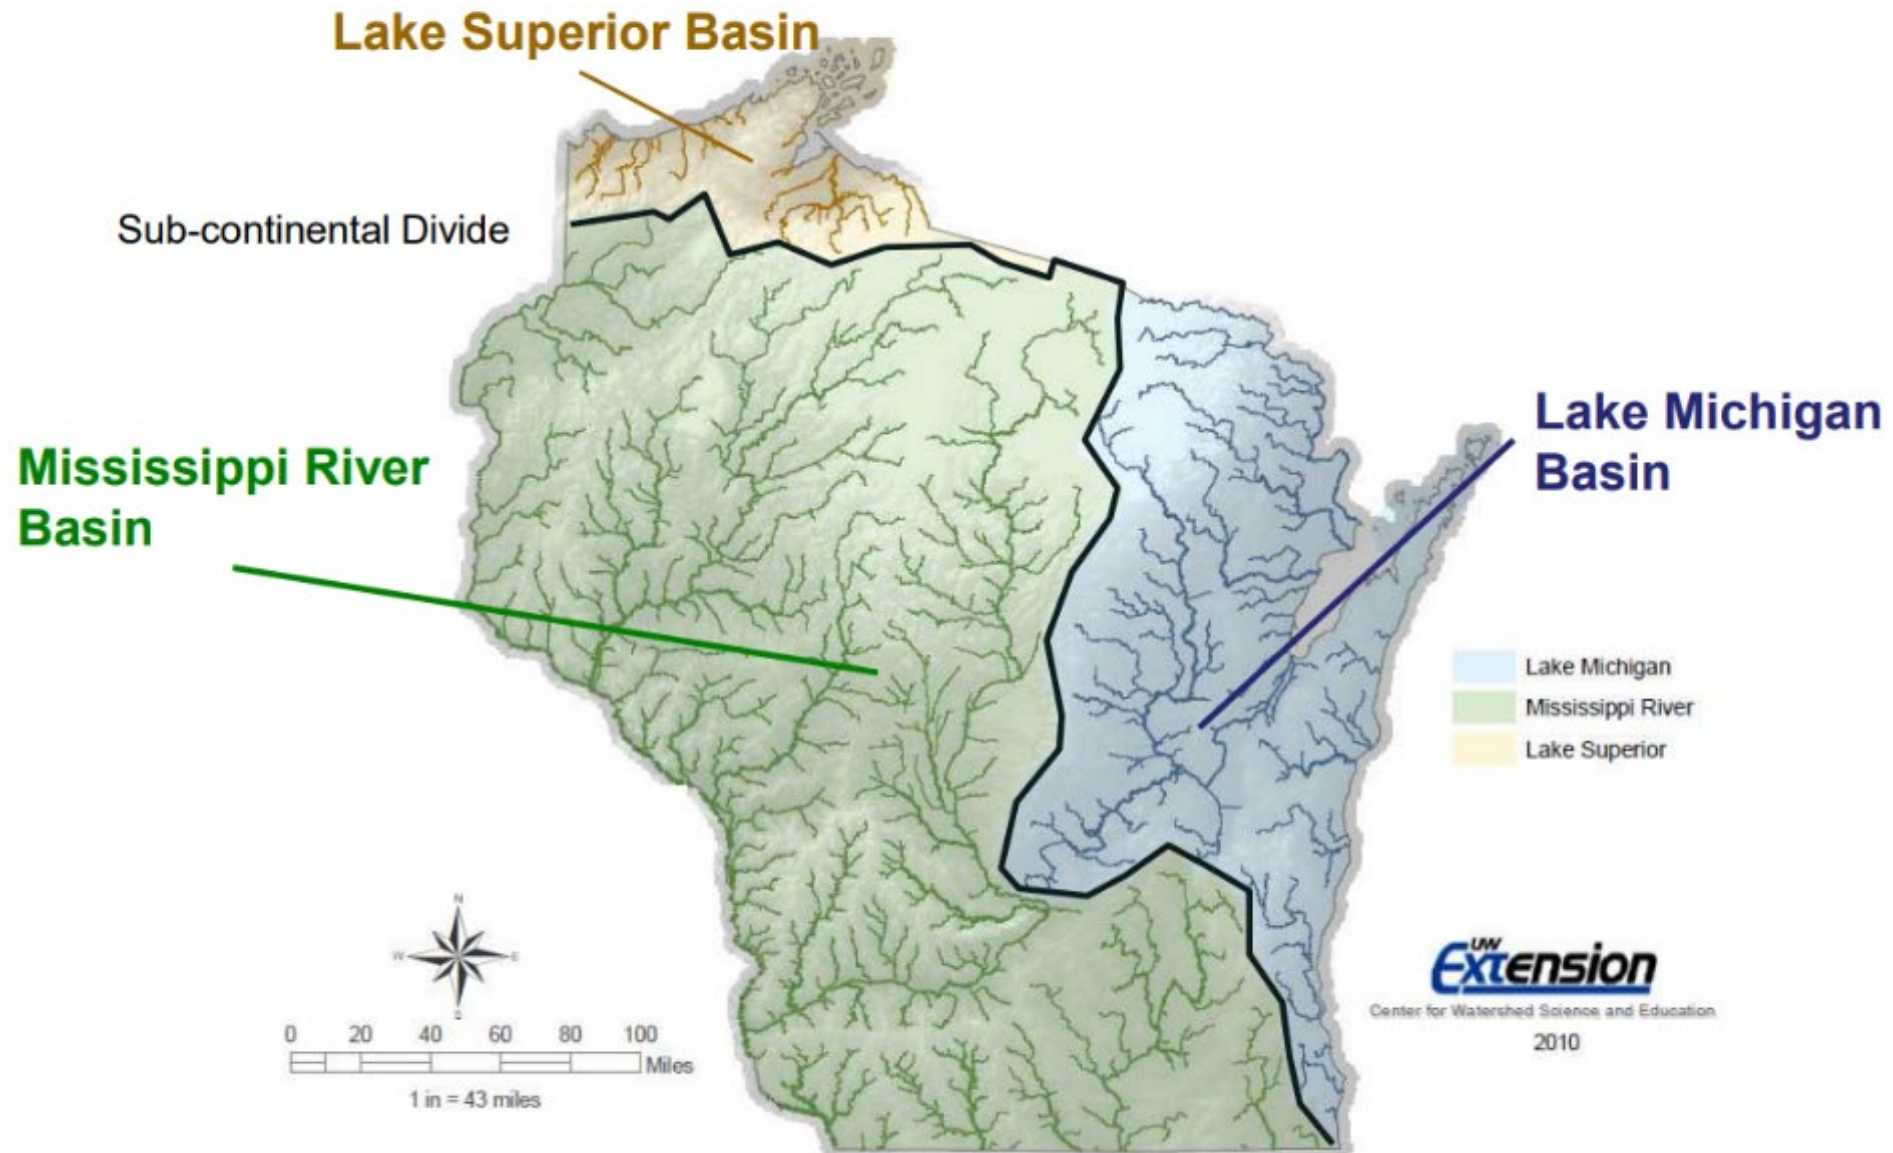 Lake Superior Basin
Sub-continental Divide
Lake Michigan
Basin
Mississippi River
Basin
Lake Michigan
Mississippi River
Lake Superior
N
W
E
S
0 20 40 60 80 100
Miles
1 in = 43 miles
UW
Extension
Center for Watershed Science and Education
2010